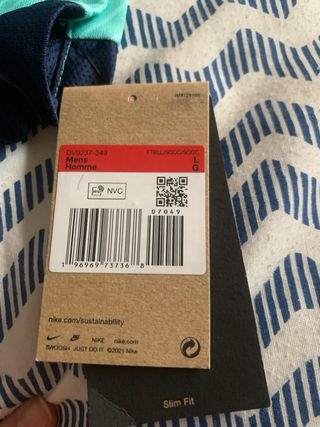 DV9237-349 FTBLL/SOCC/SOCC
Mens L
Homme G
NVC
07049
1 96969 73736 8
nike.com/sustainability
NIKE nike.com
SWOOSH JUST DO IT ©2021 Nike
Slim Fit